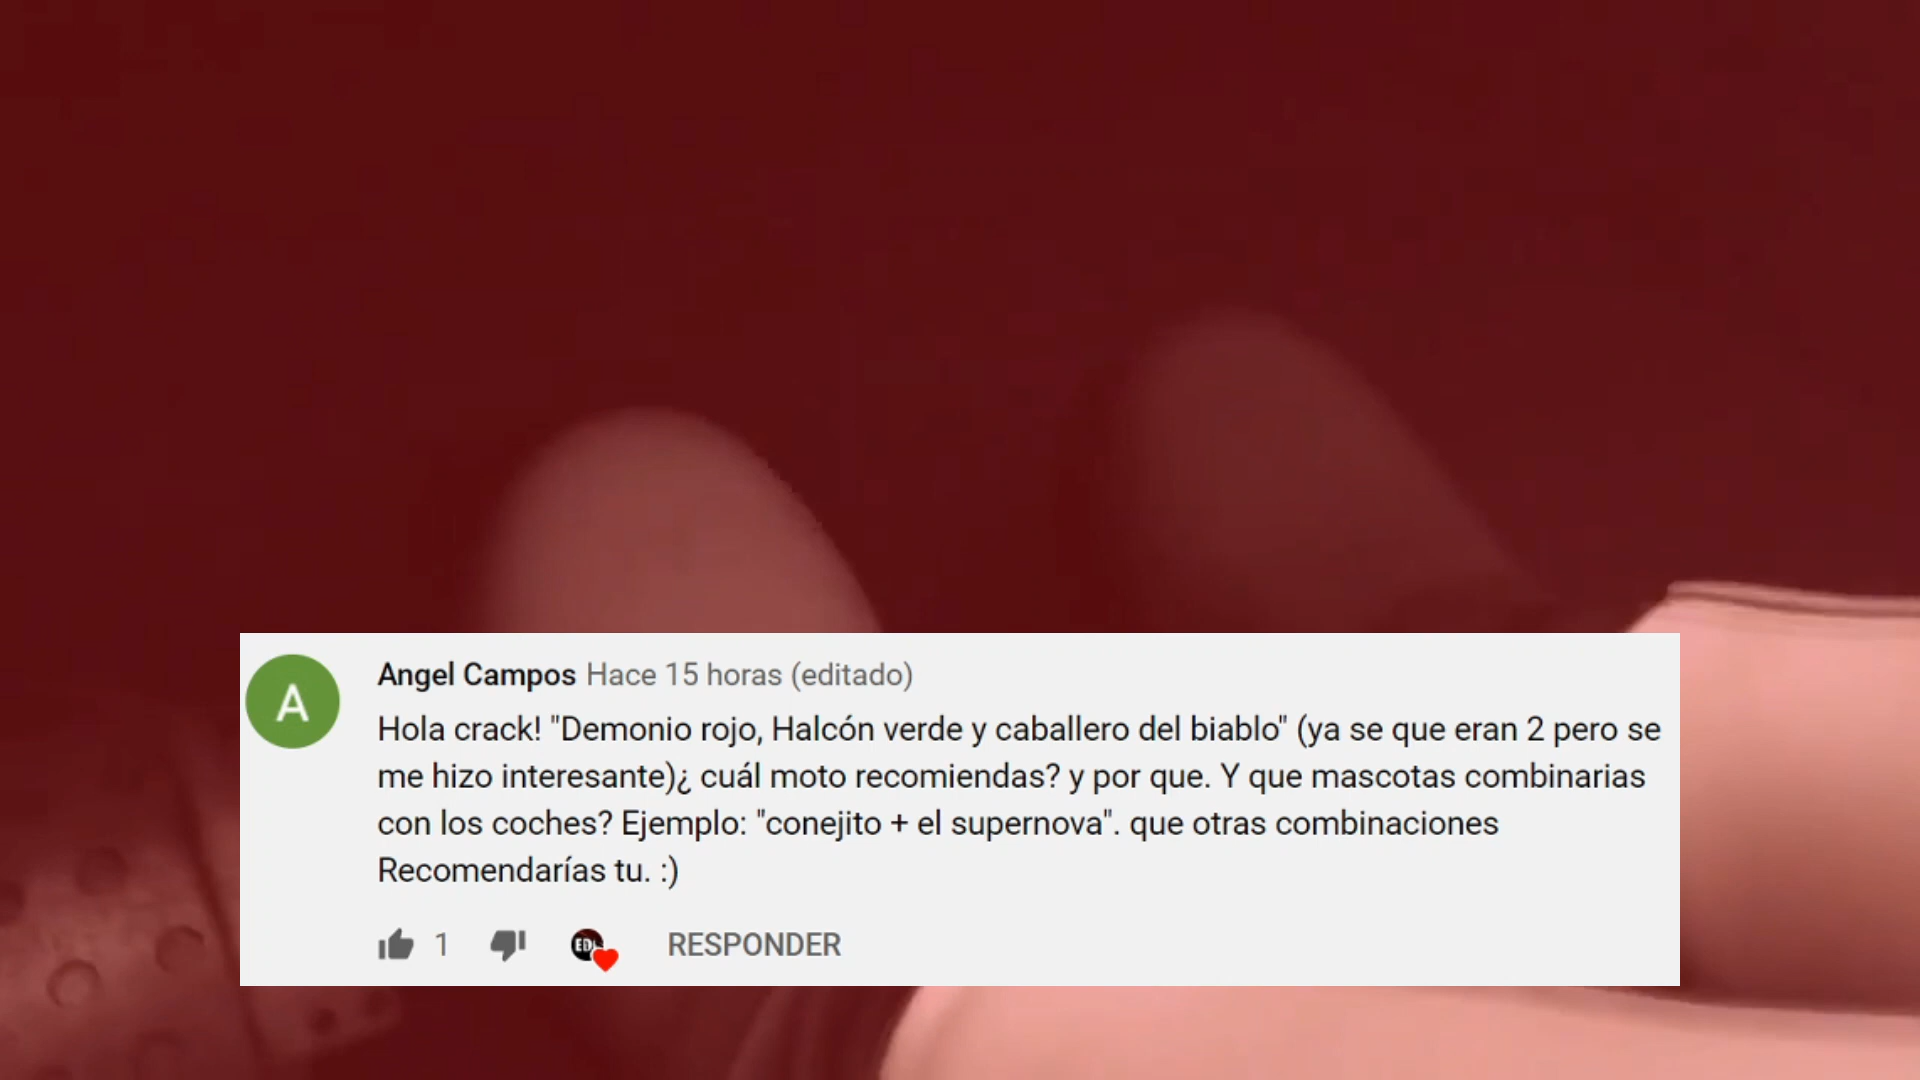 Angel Campos Hace 15 horas (editado)
Hola crack! "Demonio rojo, Halcón verde y caballero del biablo" (ya se que eran 2 pero se
me hizo interesante)¿ cuál moto recomiendas? y por que. Y que mascotas combinarias
con los coches? Ejemplo: "conejito + el supernova". que otras combinaciones
Recomendarías tu. :)
1 RESPONDER
A